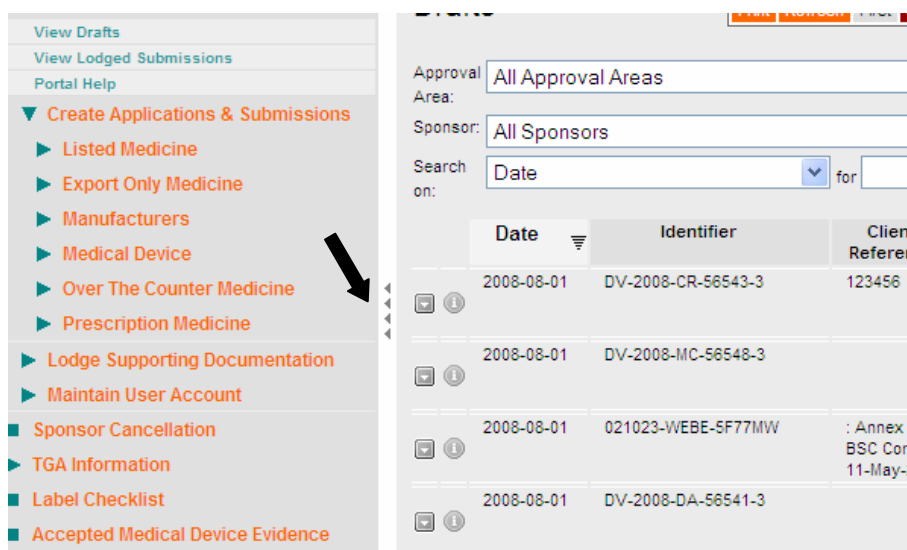 View Drafts
View Lodged Submissions
Portal Help
Create Applications & Submissions
Listed Medicine
Export Only Medicine
Manufacturers
Medical Device
Over The Counter Medicine
Prescription Medicine
Lodge Supporting Documentation
Maintain User Account
Sponsor Cancellation
TGA Information
Label Checklist
Accepted Medical Device Evidence
Approval Area: All Approval Areas
Sponsor: All Sponsors
Search on: Date for
Date Identifier
2008-08-01 DV-2008-CR-56543-3 123456
2008-08-01 DV-2008-MC-56548-3
2008-08-01 021023-WEBE-5F77MW : Annex
BSC
11-May-
2008-08-01 DV-2008-DA-56541-3